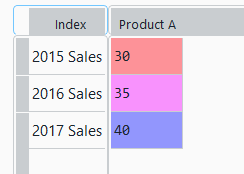 Index Product A
2015 Sales 30
2016 Sales 35
2017 Sales 40